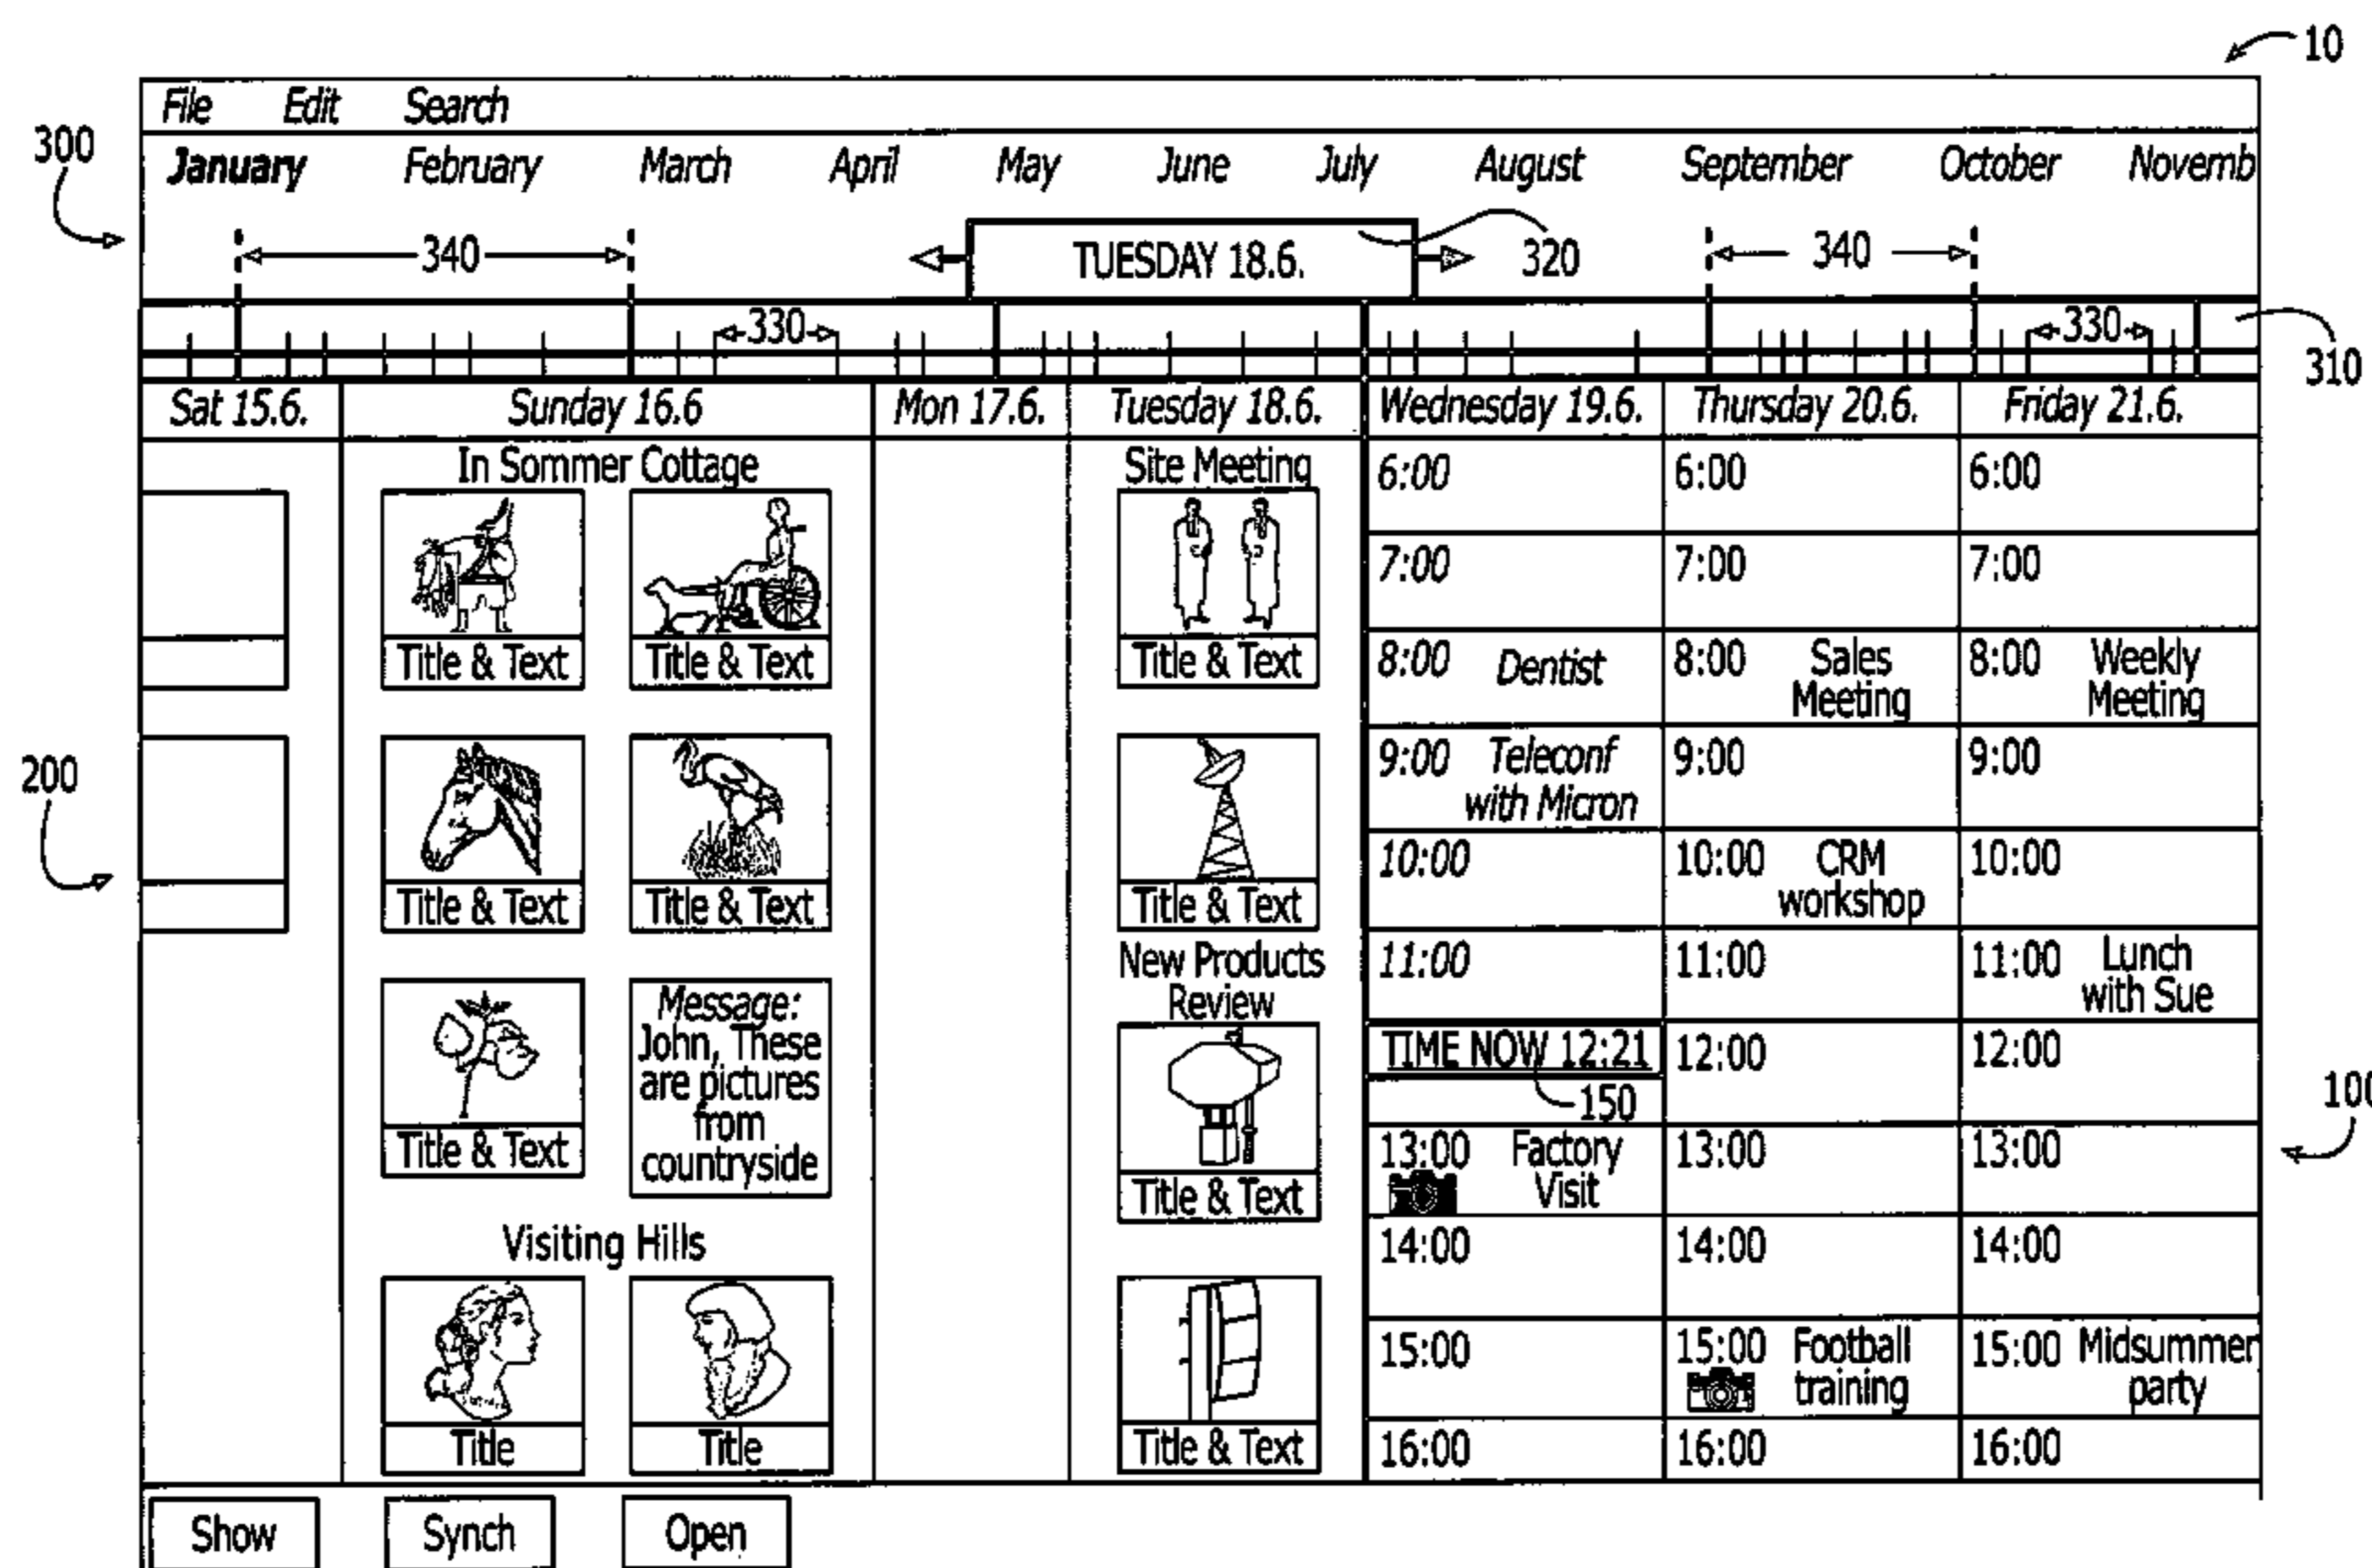 10
File Edit Search
300
January February March April May June July August September October Novemb
340 TUESDAY 18.6. 320 340
330 330
310
Sat 15.6. Sunday 16.6 Mon 17.6. Tuesday 18.6. Wednesday 19.6. Thursday 20.6. Friday 21.6.
In Sommer Cottage
Title & Text Title & Text
Title & Text Title & Text
Title & Text
Message:
John, These
are pictures
from
countryside
Visiting Hills
Title Title
Site Meeting
Title & Text
Title & Text
New Products
Review
Title & Text
Title & Text
6:00
7:00
8:00 Dentist
9:00 Teleconf
with Micron
10:00
11:00
TIME NOW 12:21
150
13:00 Factory
Visit
14:00
15:00
16:00
6:00
7:00
8:00 Sales
Meeting
9:00
10:00 CRM
workshop
11:00
12:00
13:00
14:00
15:00 Football
training
16:00
6:00
7:00
8:00 Weekly
Meeting
9:00
10:00
11:00 Lunch
with Sue
12:00
13:00
14:00
15:00 Midsummer
party
16:00
200
100
Show Synch Open